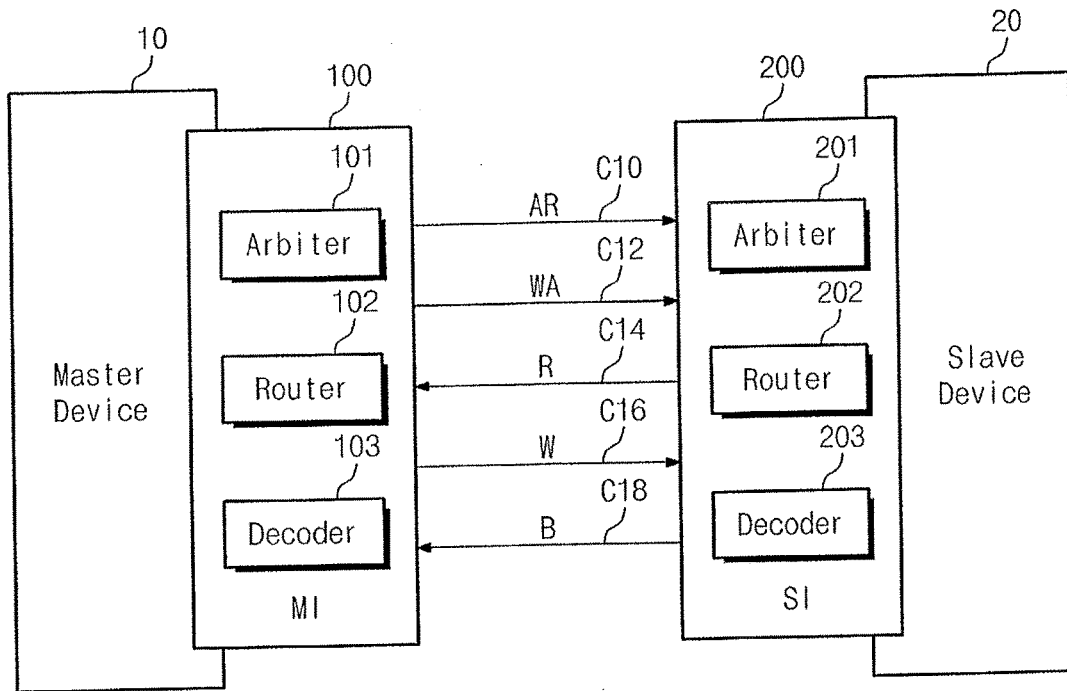 10
20
100
200
101
201
C10
AR
Arbiter
Arbiter
C12
WA
102
202
C14
R
Master
Device
Router
Router
Slave
Device
C16
W
103
203
C18
B
Decoder
Decoder
MI
SI